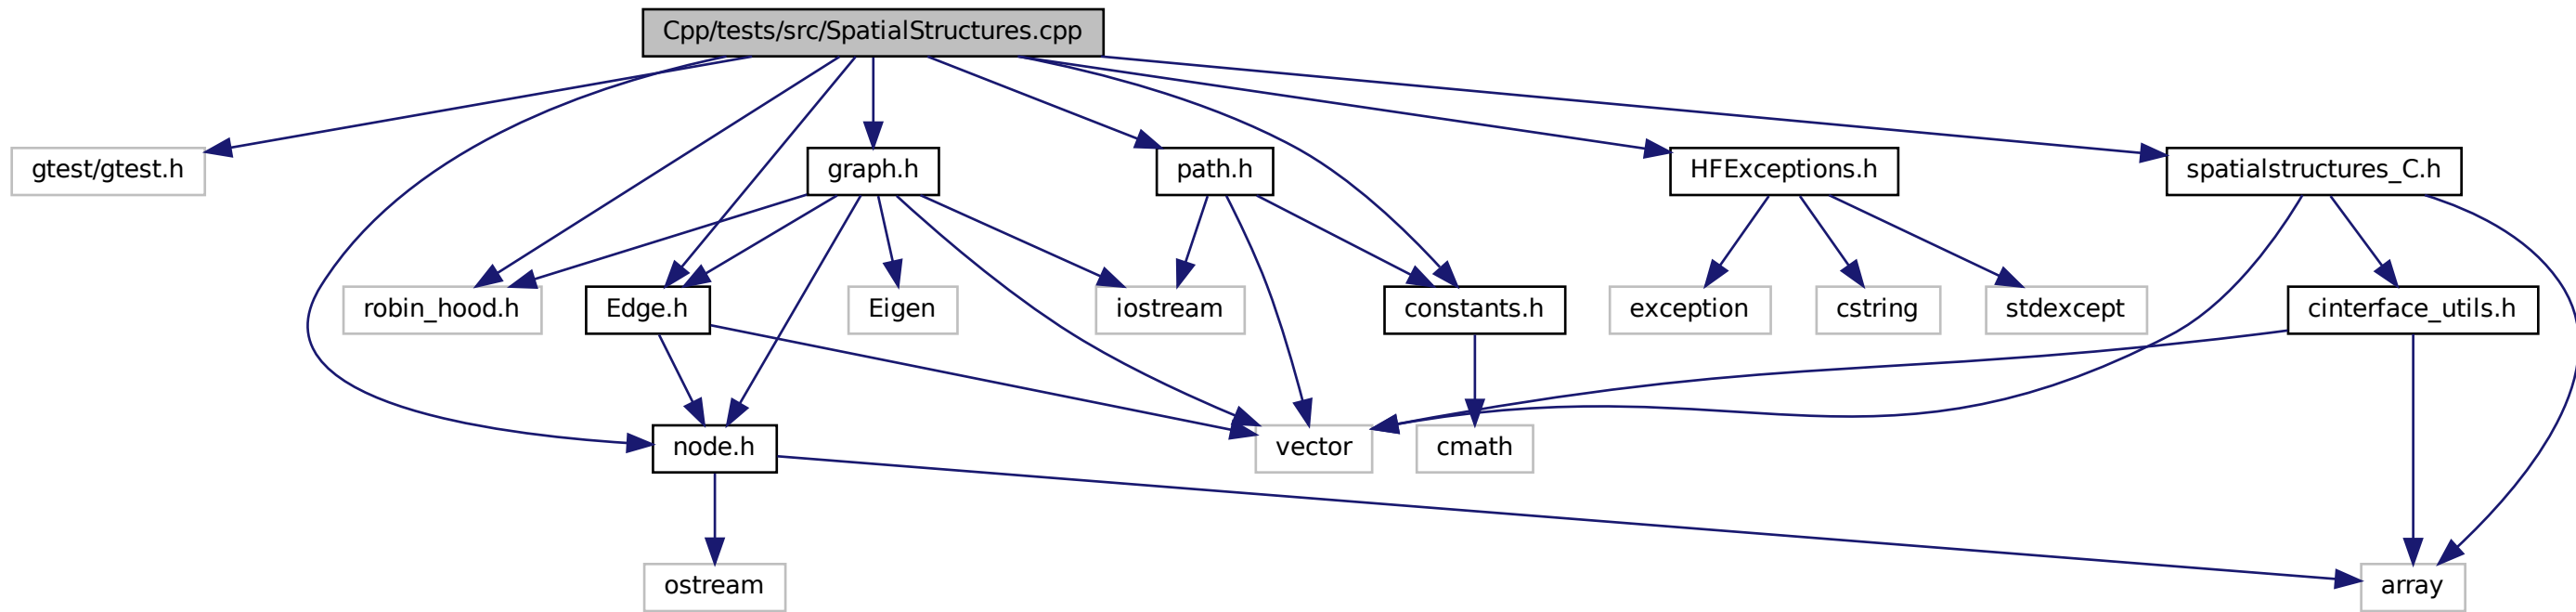 Cpp/tests/src/SpatialStructures.cpp
gtest/gtest.h
graph.h
path.h
HFExceptions.h
spatialstructures_C.h
robin_hood.h
Edge.h
Eigen
iostream
constants.h
exception
cstring
stdexcept
cinterface_utils.h
node.h
vector
cmath
ostream
array